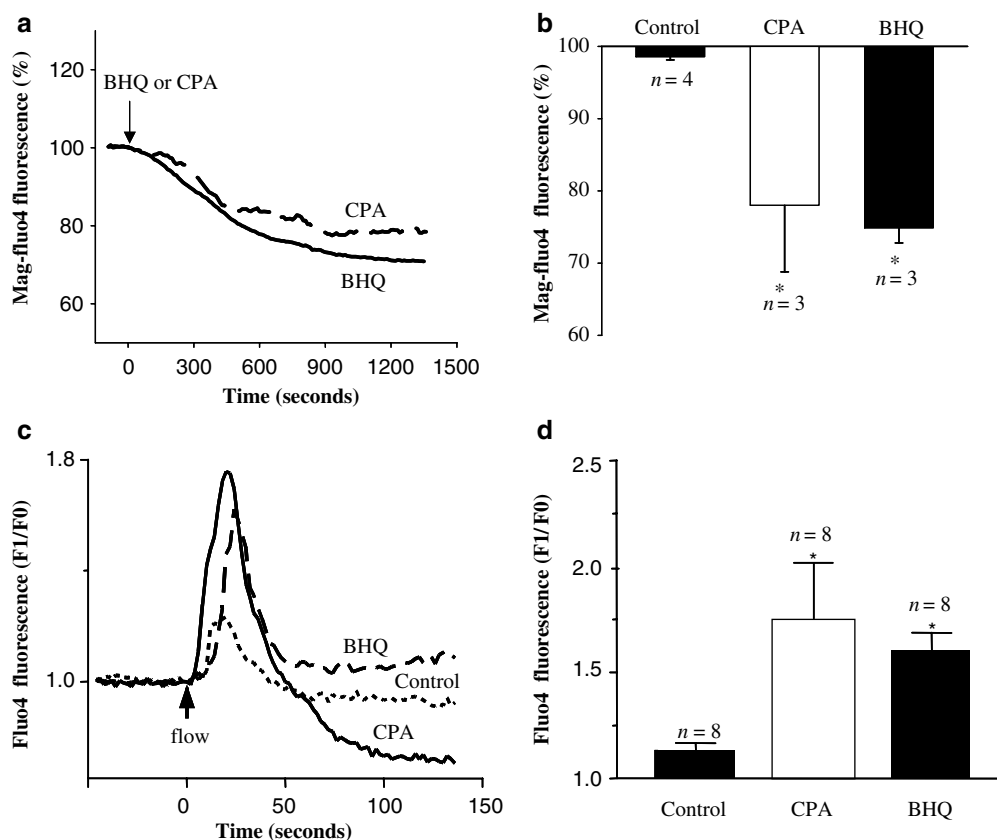 a
Mag-fluo4 fluorescence (%)
120
100
80
60
BHQ or CPA
CPA
BHQ
0 300 600 900 1200 1500
Time (seconds)
b
Mag-fluo4 fluorescence (%)
Control CPA BHQ
100
90
80
70
60
n = 4
*
n = 3
*
n = 3
c
Fluo4 fluorescence (F1/F0)
1.8
1.0
flow
BHQ
Control
CPA
0 50 100 150
Time (seconds)
d
Fluo4 fluorescence (F1/F0)
2.5
2.0
1.5
1.0
n = 8
n = 8
*
n = 8
*
Control CPA BHQ